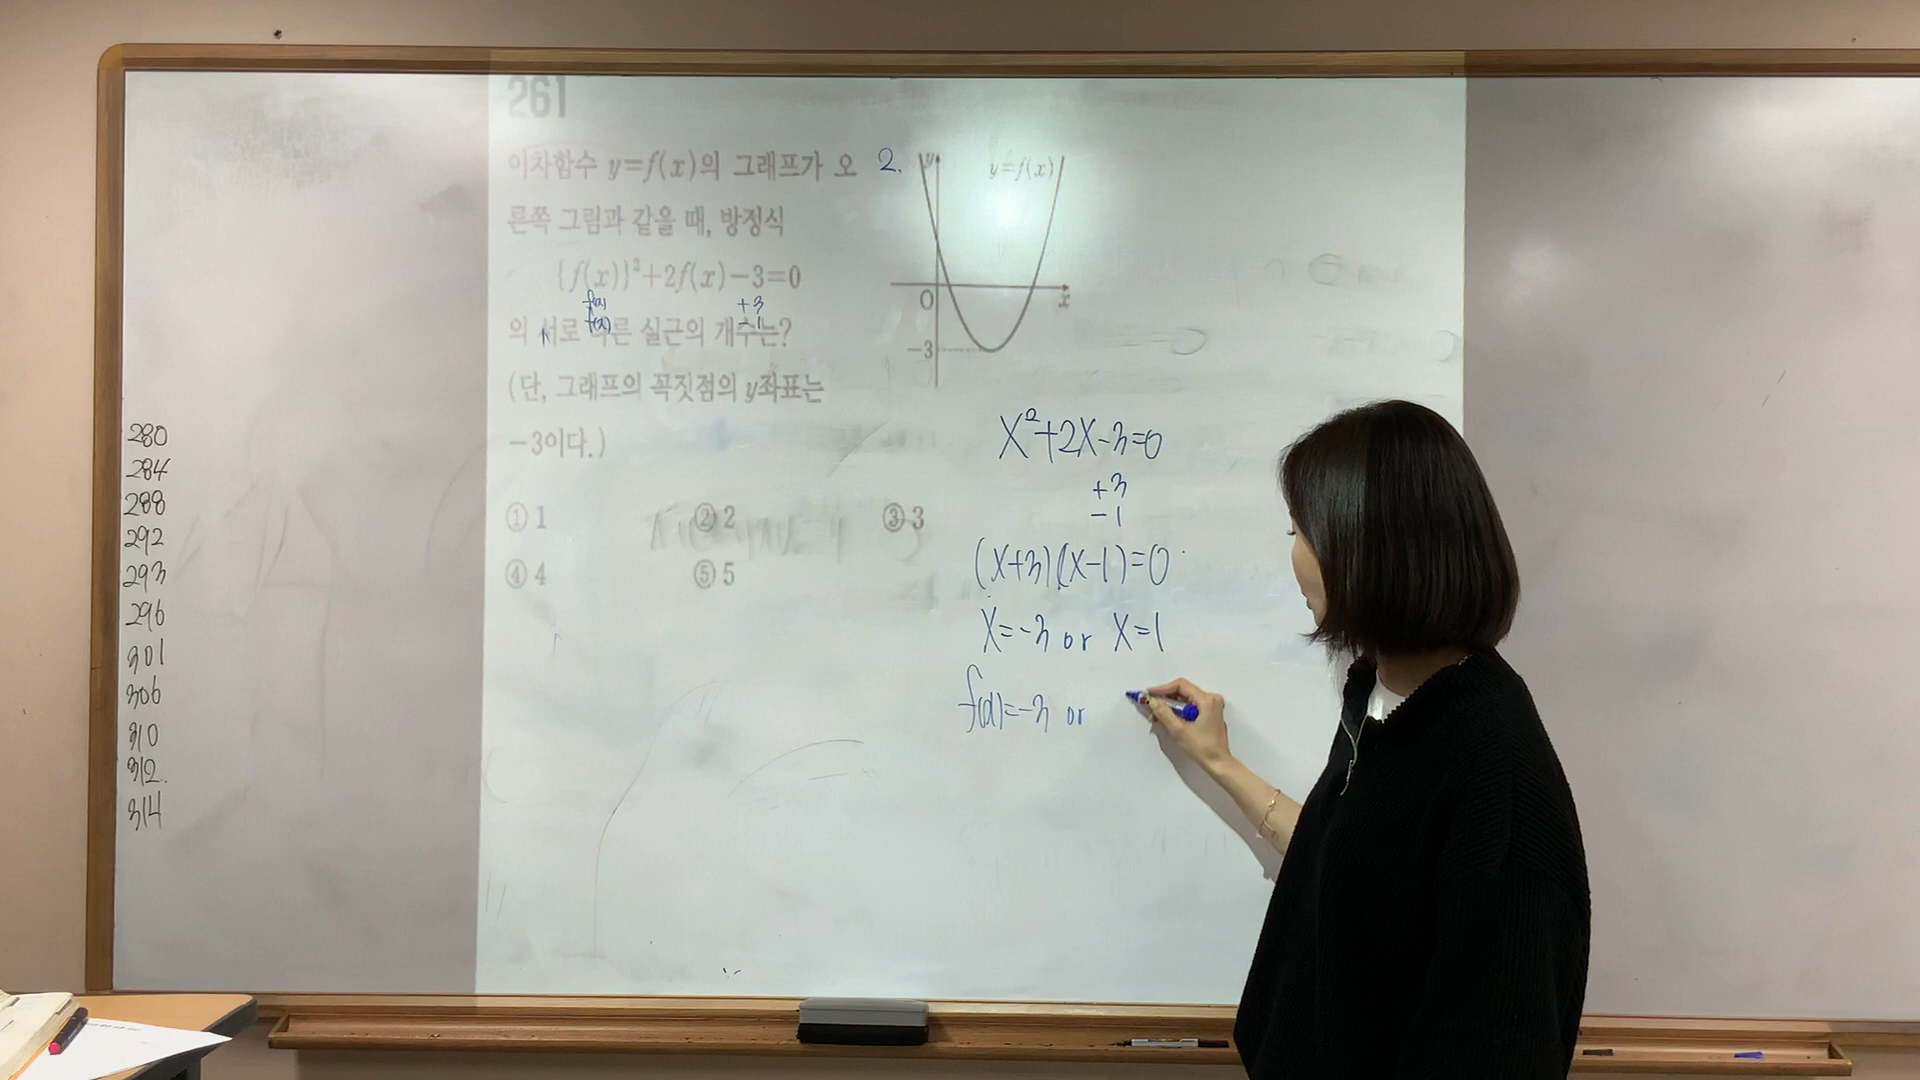 261
이차함수 y=f(x)의 그래프가 오
른쪽 그림과 같을 때, 방정식
{f(x)}²+2f(x)-3=0
의 서로 다른 실근의 개수는?
(단, 그래프의 꼭짓점의 y좌표는
-3이다.)
① 1
② 2
③ 3
④ 4
⑤ 5
2.
y
y=f(x)
O
x
-3
f(x)
+3
f(x)
-1
X²+2X-3=0
+3
-1
(X+3)(X-1)=0
X=-3 or X=1
f(x)=-3 or
280
284
288
292
293
296
301
306
310
312.
314